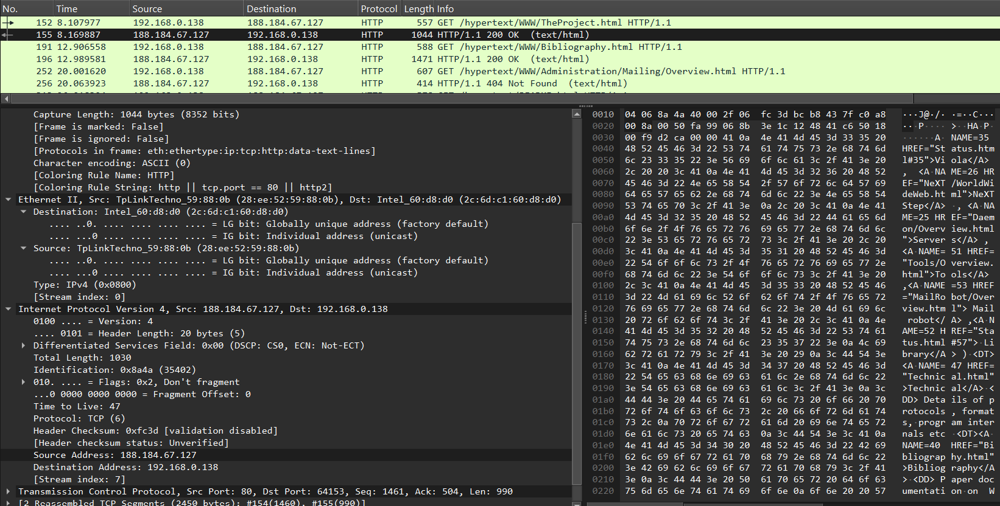 No. Time Source Destination Protocol Length Info
152 8.107977 192.168.0.138 188.184.67.127 HTTP 557 GET /hypertext/WWW/TheProject.html HTTP/1.1
155 8.169887 188.184.67.127 192.168.0.138 HTTP 1044 HTTP/1.1 200 OK  (text/html)
191 12.906558 192.168.0.138 188.184.67.127 HTTP 588 GET /hypertext/WWW/Bibliography.html HTTP/1.1
196 12.989581 188.184.67.127 192.168.0.138 HTTP 1471 HTTP/1.1 200 OK  (text/html)
252 20.001620 192.168.0.138 188.184.67.127 HTTP 607 GET /hypertext/WWW/Administration/Mailing/Overview.html HTTP/1.1
256 20.063923 188.184.67.127 192.168.0.138 HTTP 414 HTTP/1.1 404 Not Found  (text/html)
Capture Length: 1044 bytes (8352 bits)
[Frame is marked: False]
[Frame is ignored: False]
[Protocols in frame: eth:ethertype:ip:tcp:http:data-text-lines]
Character encoding: ASCII (0)
[Coloring Rule Name: HTTP]
[Coloring Rule String: http || tcp.port == 80 || http2]
Ethernet II, Src: TpLinkTechno_59:88:0b (28:ee:52:59:88:0b), Dst: Intel_60:d8:d0 (2c:6d:c1:60:d8:d0)
Destination: Intel_60:d8:d0 (2c:6d:c1:60:d8:d0)
.... ..0. .... .... .... .... = LG bit: Globally unique address (factory default)
.... ...0 .... .... .... .... = IG bit: Individual address (unicast)
Source: TpLinkTechno_59:88:0b (28:ee:52:59:88:0b)
.... ..0. .... .... .... .... = LG bit: Globally unique address (factory default)
.... ...0 .... .... .... .... = IG bit: Individual address (unicast)
Type: IPv4 (0x0800)
[Stream index: 0]
Internet Protocol Version 4, Src: 188.184.67.127, Dst: 192.168.0.138
0100 .... = Version: 4
.... 0101 = Header Length: 20 bytes (5)
Differentiated Services Field: 0x00 (DSCP: CS0, ECN: Not-ECT)
Total Length: 1030
Identification: 0x8a4a (35402)
010. .... = Flags: 0x2, Don't fragment
...0 0000 0000 0000 = Fragment Offset: 0
Time to Live: 47
Protocol: TCP (6)
Header Checksum: 0xfc3d [validation disabled]
[Header checksum status: Unverified]
Source Address: 188.184.67.127
Destination Address: 192.168.0.138
[Stream index: 7]
Transmission Control Protocol, Src Port: 80, Dst Port: 64153, Seq: 1461, Ack: 504, Len: 990
[2 Reassembled TCP Segments (2450 bytes): #154(1460), #155(990)]
0010 04 06 8a 4a 40 00 2f 06 fc 3d bc b8 43 7f c0 a8 ···J@·/· ·=··C···
0020 00 8a 00 50 fa 99 06 8b 3e 1c 12 48 41 c6 50 18 ···P···· >··HA·P·
0030 00 f9 d2 ca 00 00 41 0a 4e 41 4d 45 3d 33 35 20 ······A· NAME=35
0040 48 52 45 46 3d 22 53 74 61 74 75 73 2e 68 74 6d HREF="St atus.htm
0050 6c 23 33 35 22 3e 56 69 6f 6c 61 3c 2f 41 3e 20 l#35">Vi ola</A>
0060 2c 20 20 3c 41 0a 4e 41 4d 45 3d 32 36 20 48 52 ,  <A·NA ME=26 HR
0070 45 46 3d 22 4e 65 58 54 2f 57 6f 72 6c 64 57 69 EF="NeXT /WorldWi
0080 64 65 57 65 62 2e 68 74 6d 6c 22 3e 4e 65 58 54 deWeb.ht ml">NeXT
0090 53 74 65 70 3c 2f 41 3e 0a 2c 20 3c 41 0a 4e 41 Step</A> ·, <A·NA
00a0 4d 45 3d 32 35 20 48 52 45 46 3d 22 44 61 65 6d ME=25 HR EF="Daem
00b0 6f 6e 2f 4f 76 65 72 76 69 65 77 2e 68 74 6d 6c on/Overv iew.html
00c0 22 3e 53 65 72 76 65 72 73 3c 2f 41 3e 20 2c 20 ">Server s</A> ,
00d0 3c 41 0a 4e 41 4d 45 3d 35 31 20 48 52 45 46 3d <A·NAME= 51 HREF=
00e0 22 54 6f 6f 6c 73 2f 4f 76 65 72 76 69 65 77 2e "Tools/O verview.
00f0 68 74 6d 6c 22 3e 54 6f 6f 6c 73 3c 2f 41 3e 20 html">To ols</A>
0100 2c 3c 41 0a 4e 41 4d 45 3d 35 33 20 48 52 45 46 ,<A·NAME =53 HREF
0110 3d 22 4d 61 69 6c 52 6f 62 6f 74 2f 4f 76 65 72 ="MailRo bot/Over
0120 76 69 65 77 2e 68 74 6d 6c 22 3e 20 4d 61 69 6c view.htm l"> Mail
0130 20 72 6f 62 6f 74 3c 2f 41 3e 20 2c 3c 41 0a 4e robot</ A> ,<A·N
0140 41 4d 45 3d 35 32 20 48 52 45 46 3d 22 53 74 61 AME=52 H REF="Sta
0150 74 75 73 2e 68 74 6d 6c 23 35 37 22 3e 0a 4c 69 tus.html #57">·Li
0160 62 72 61 72 79 3c 2f 41 3e 20 29 0a 3c 44 54 3e brary</A > )·<DT>
0170 3c 41 0a 4e 41 4d 45 3d 34 37 20 48 52 45 46 3d <A·NAME= 47 HREF=
0180 22 54 65 63 68 6e 69 63 61 6c 2e 68 74 6d 6c 22 "Technic al.html"
0190 3e 54 65 63 68 6e 69 63 61 6c 3c 2f 41 3e 0a 3c >Technic al</A>·<
01a0 44 44 3e 20 44 65 74 61 69 6c 73 20 6f 66 20 70 DD> Deta ils of p
01b0 72 6f 74 6f 63 6f 6c 73 2c 20 66 6f 72 6d 61 74 rotocols , format
01c0 73 2c 0a 70 72 6f 67 72 61 6d 20 69 6e 74 65 72 s,·progr am inter
01d0 6e 61 6c 73 20 65 74 63 0a 3c 44 54 3e 3c 41 0a nals etc ·<DT><A·
01e0 4e 41 4d 45 3d 34 30 20 48 52 45 46 3d 22 42 69 NAME=40 HREF="Bi
01f0 62 6c 69 6f 67 72 61 70 68 79 2e 68 74 6d 6c 22 bliograp hy.html"
0200 3e 42 69 62 6c 69 6f 67 72 61 70 68 79 3c 2f 41 >Bibliog raphy</A
0210 3e 0a 3c 44 44 3e 20 50 61 70 65 72 20 64 6f 63 >·<DD> P aper doc
0220 75 6d 65 6e 74 61 74 69 6f 6e 0a 6f 6e 20 20 57 umentati on·on  W